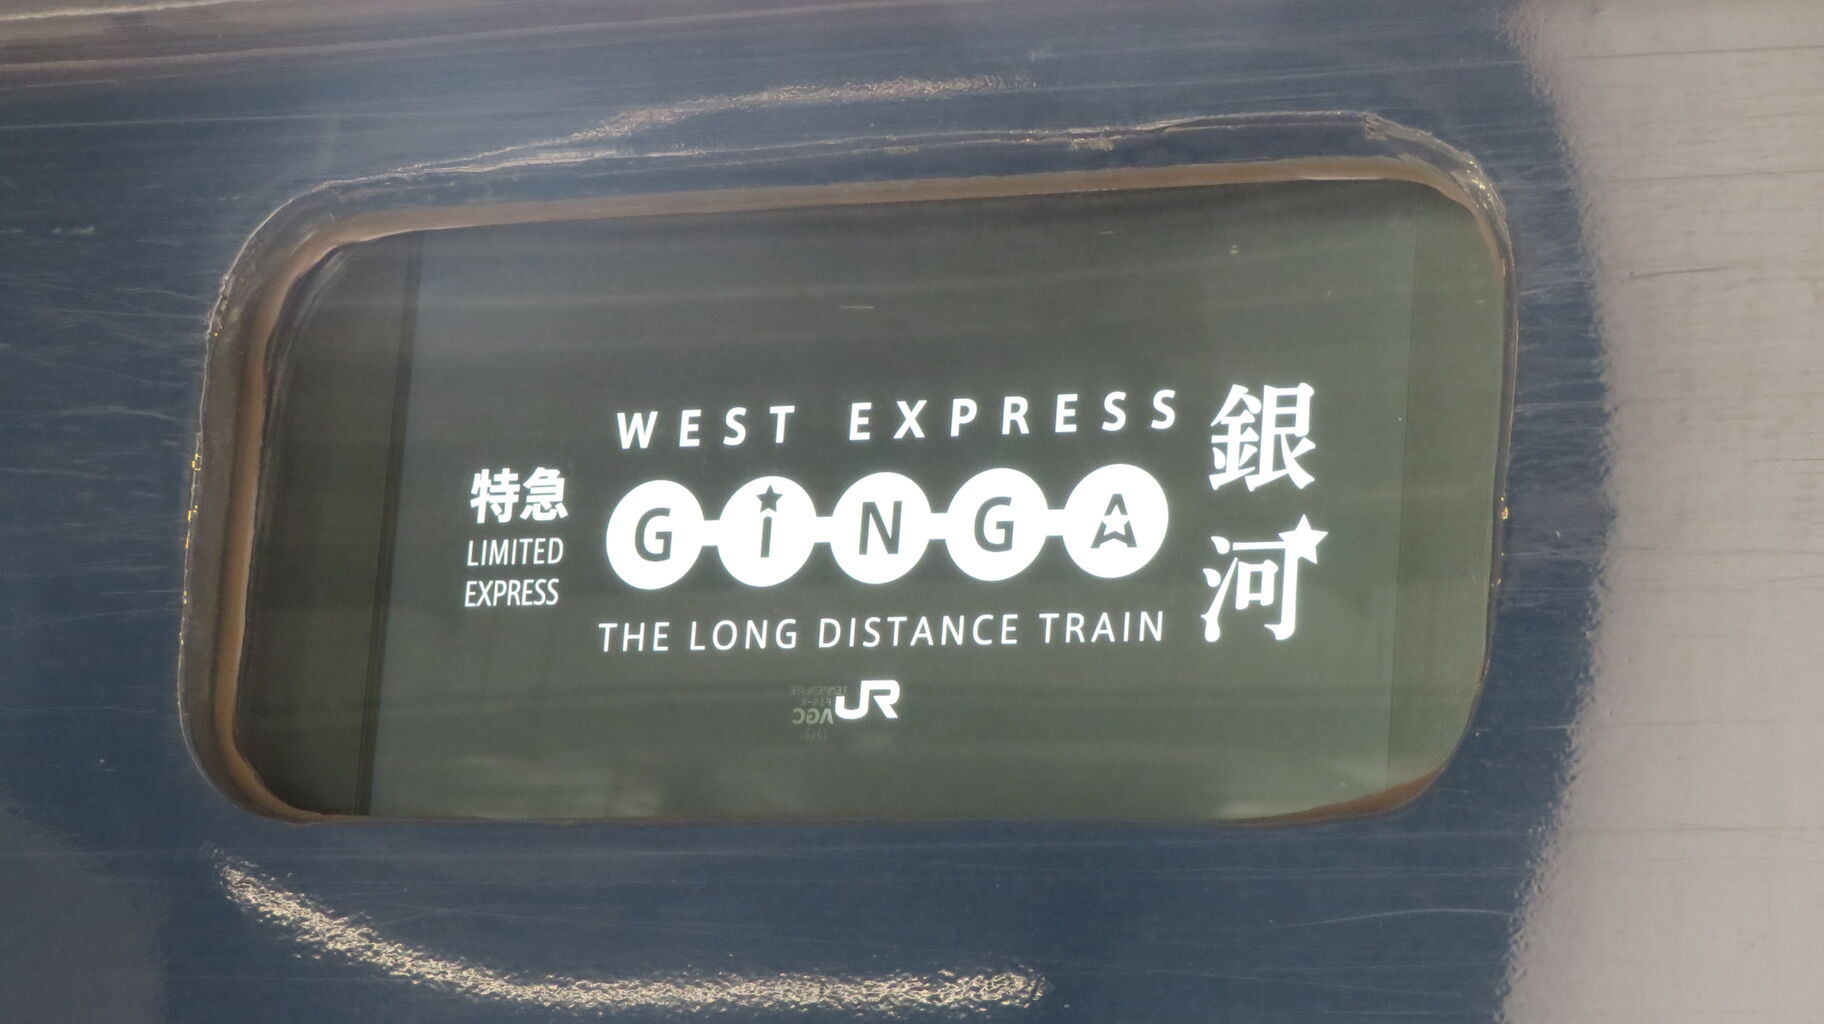 特急
LIMITED
EXPRESS
WEST EXPRESS
GiNGA
THE LONG DISTANCE TRAIN
銀河
JR